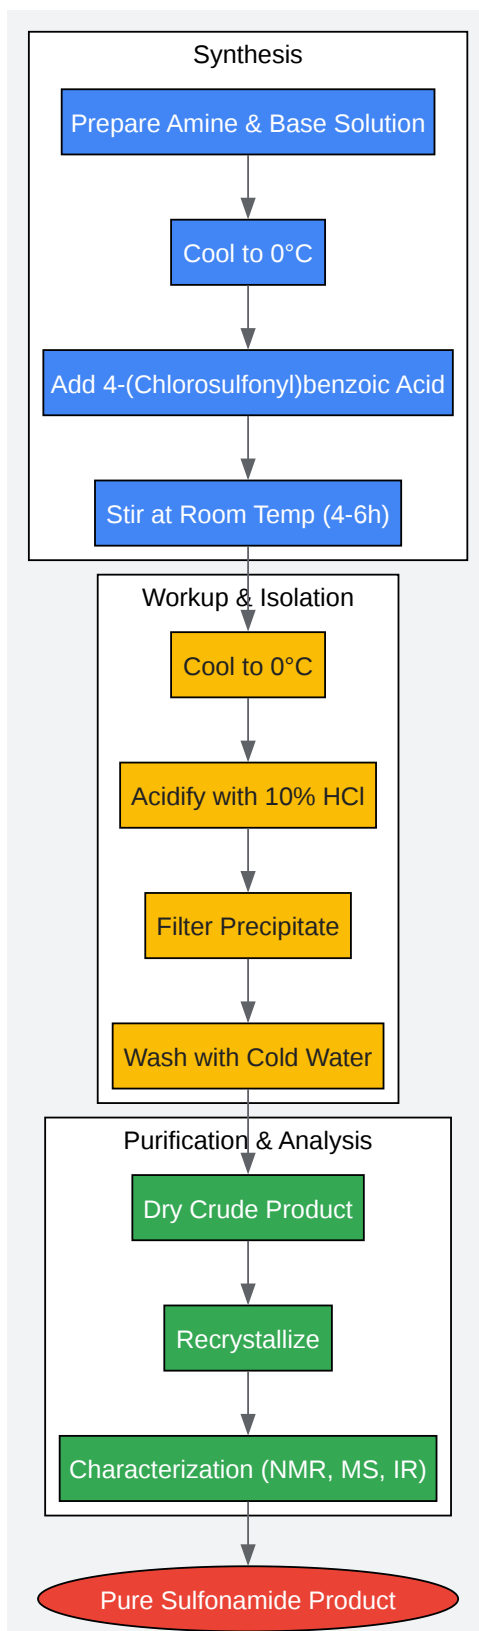 Synthesis
Prepare Amine & Base Solution
Cool to 0°C
Add 4-(Chlorosulfonyl)benzoic Acid
Stir at Room Temp (4-6h)
Workup & Isolation
Cool to 0°C
Acidify with 10% HCl
Filter Precipitate
Wash with Cold Water
Purification & Analysis
Dry Crude Product
Recrystallize
Characterization (NMR, MS, IR)
Pure Sulfonamide Product